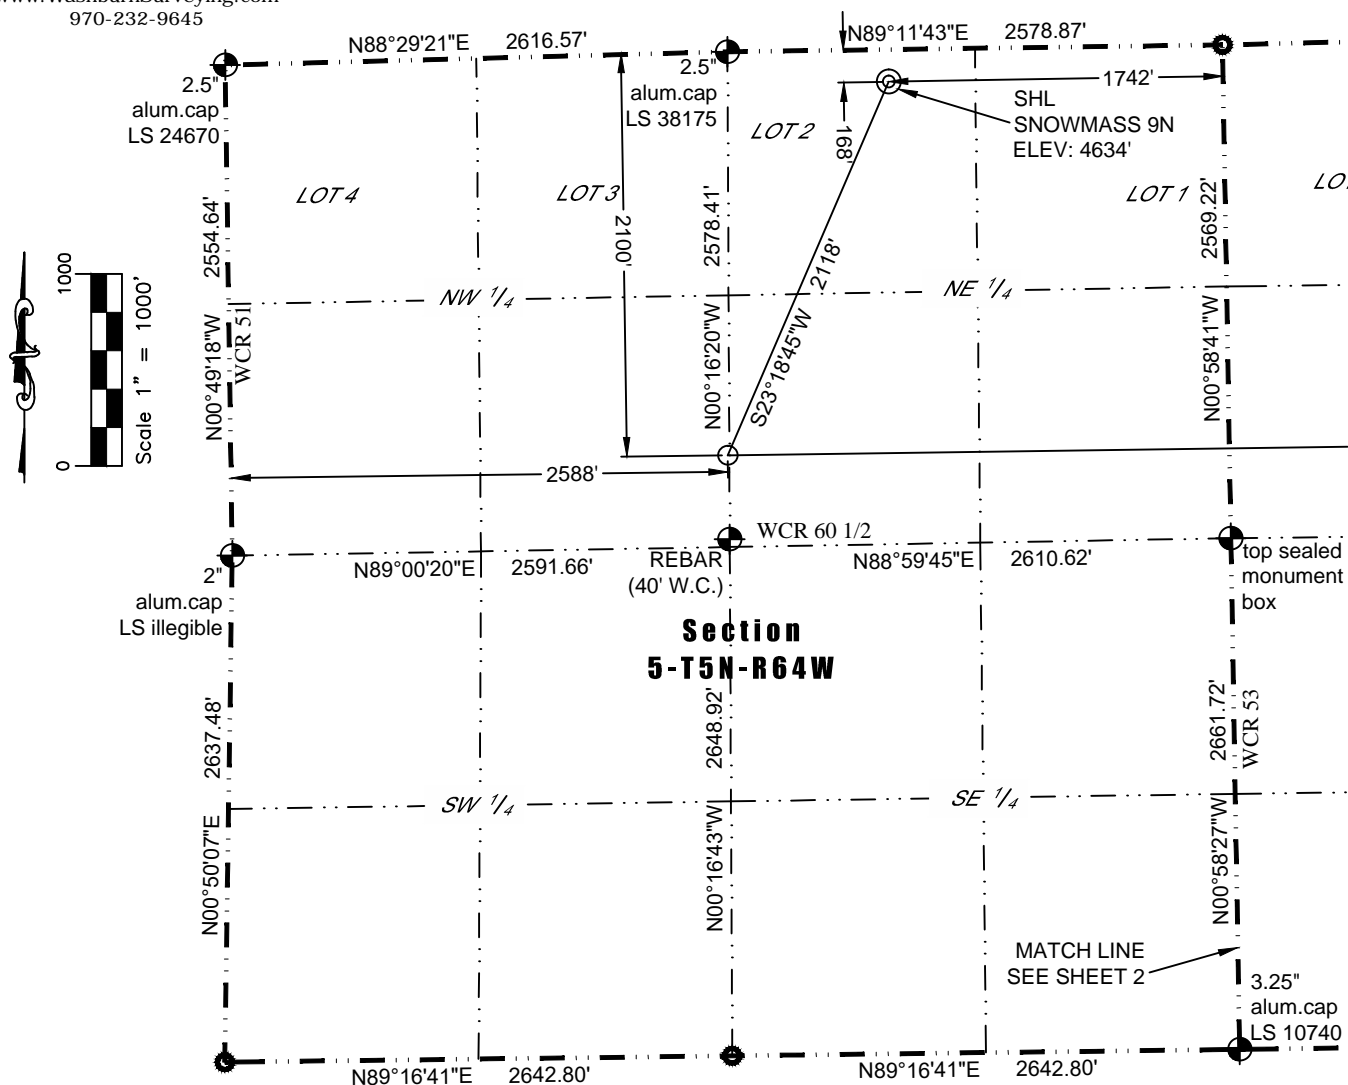 970-232-9645
N88°29'21"E 2616.57'
N89°11'43"E 2578.87'
2.5"
alum.cap
LS 24670
2.5"
alum.cap
LS 38175
1742'
SHL
SNOWMASS 9N
ELEV: 4634'
LOT 2
168'
LOT 4
LOT 3
LOT 1
2554.64'
2100'
2578.41'
2118'
2569.22'
1000
0
Scale 1" = 1000'
NW 1/4
NE 1/4
N00°49'18"W
WCR 51
N00°16'20"W
S23°18'45"W
N00°58'41"W
2588'
WCR 60 1/2
N89°00'20"E 2591.66'
REBAR
(40' W.C.)
N88°59'45"E 2610.62'
top sealed
monument
box
2"
alum.cap
LS illegible
Section
5-T5N-R64W
2637.48'
2648.92'
2661.72'
WCR 53
SW 1/4
SE 1/4
N00°50'07"E
N00°16'43"W
N00°58'27"W
MATCH LINE
SEE SHEET 2
3.25"
alum.cap
LS 10740
N89°16'41"E 2642.80'
N89°16'41"E 2642.80'